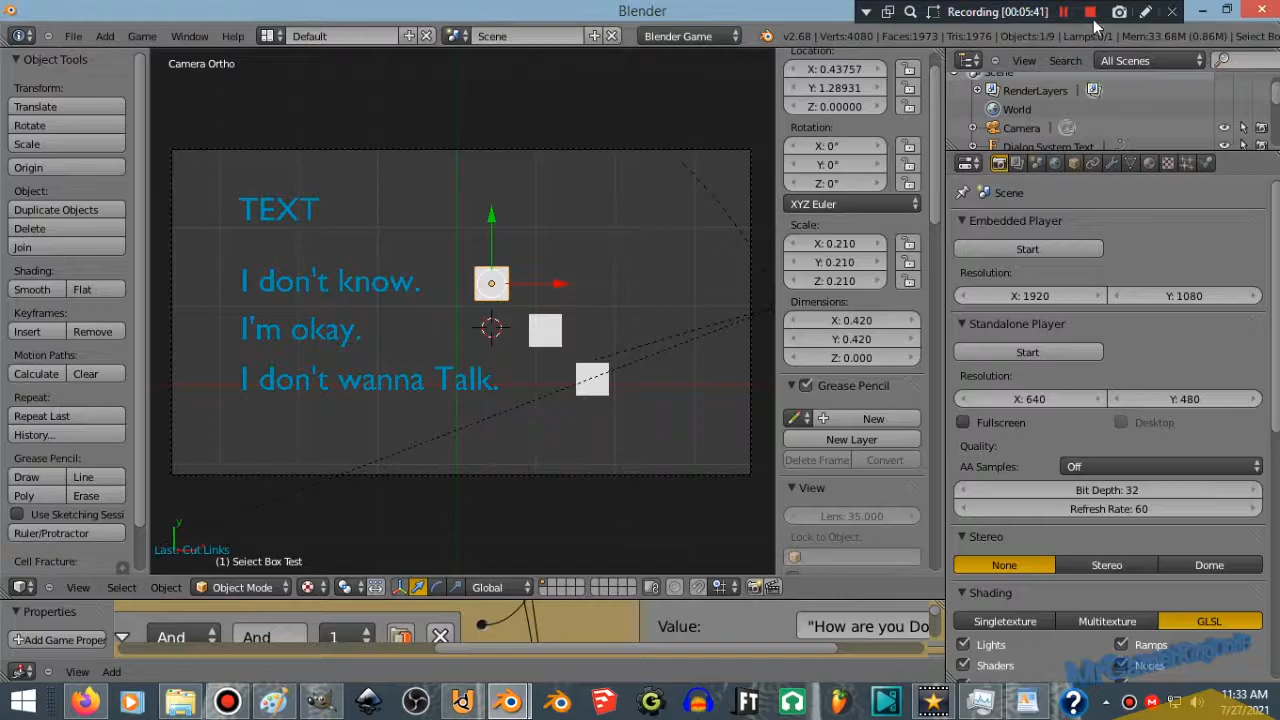 Blender
Recording [00:05:41]
File Add Game Window Help Default Scene Blender Game v2.68 | Verts:4080 | Faces:1973 | Tris:1976 | Objects:1/9 | Lamps:0/1 | Mem:33.68M (0.86M) | Select Bo
Object Tools
Transform:
Translate
Rotate
Scale
Origin
Object:
Duplicate Objects
Delete
Join
Shading:
Smooth Flat
Keyframes:
Insert Remove
Motion Paths:
Calculate Clear
Repeat:
Repeat Last
History...
Grease Pencil:
Draw Line
Poly Erase
Use Sketching Sessi
Ruler/Protractor
Cell Fracture:
Camera Ortho
TEXT
I don't know.
I'm okay.
I don't wanna Talk.
y
Last: Cut Links
(1) Select Box Test
Location:
X: 0.43757
Y: 1.28931
Z: 0.00000
Rotation:
X: 0°
Y: 0°
Z: 0°
XYZ Euler
Scale:
X: 0.210
Y: 0.210
Z: 0.210
Dimensions:
X: 0.420
Y: 0.420
Z: 0.000
Grease Pencil
New
New Layer
Delete Frame Convert
View
Lens: 35.000
Lock to Object:
View Search All Scenes
Scene
RenderLayers
World
Camera
Dialog System Text
Scene
Embedded Player
Start
Resolution:
X: 1920 Y: 1080
Standalone Player
Start
Resolution:
X: 640 Y: 480
Fullscreen Desktop
Quality:
AA Samples: Off
Bit Depth: 32
Refresh Rate: 60
Stereo
None Stereo Dome
Shading
Singletexture Multitexture GLSL
Lights Ramps
Shaders Nodes
View Select Object Object Mode Global
Properties
Add Game Proper
And And 1
Value: "How are you Do
View Add
11:33 AM
7/27/2021